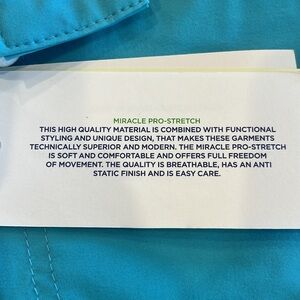 MIRACLE PRO-STRETCH
THIS HIGH QUALITY MATERIAL IS COMBINED WITH FUNCTIONAL
STYLING AND UNIQUE DESIGN, THAT MAKES THESE GARMENTS
TECHNICALLY SUPERIOR AND MODERN. THE MIRACLE PRO-STRETCH
IS SOFT AND COMFORTABLE AND OFFERS FULL FREEDOM
OF MOVEMENT. THE QUALITY IS BREATHABLE, HAS AN ANTI
STATIC FINISH AND IS EASY CARE.